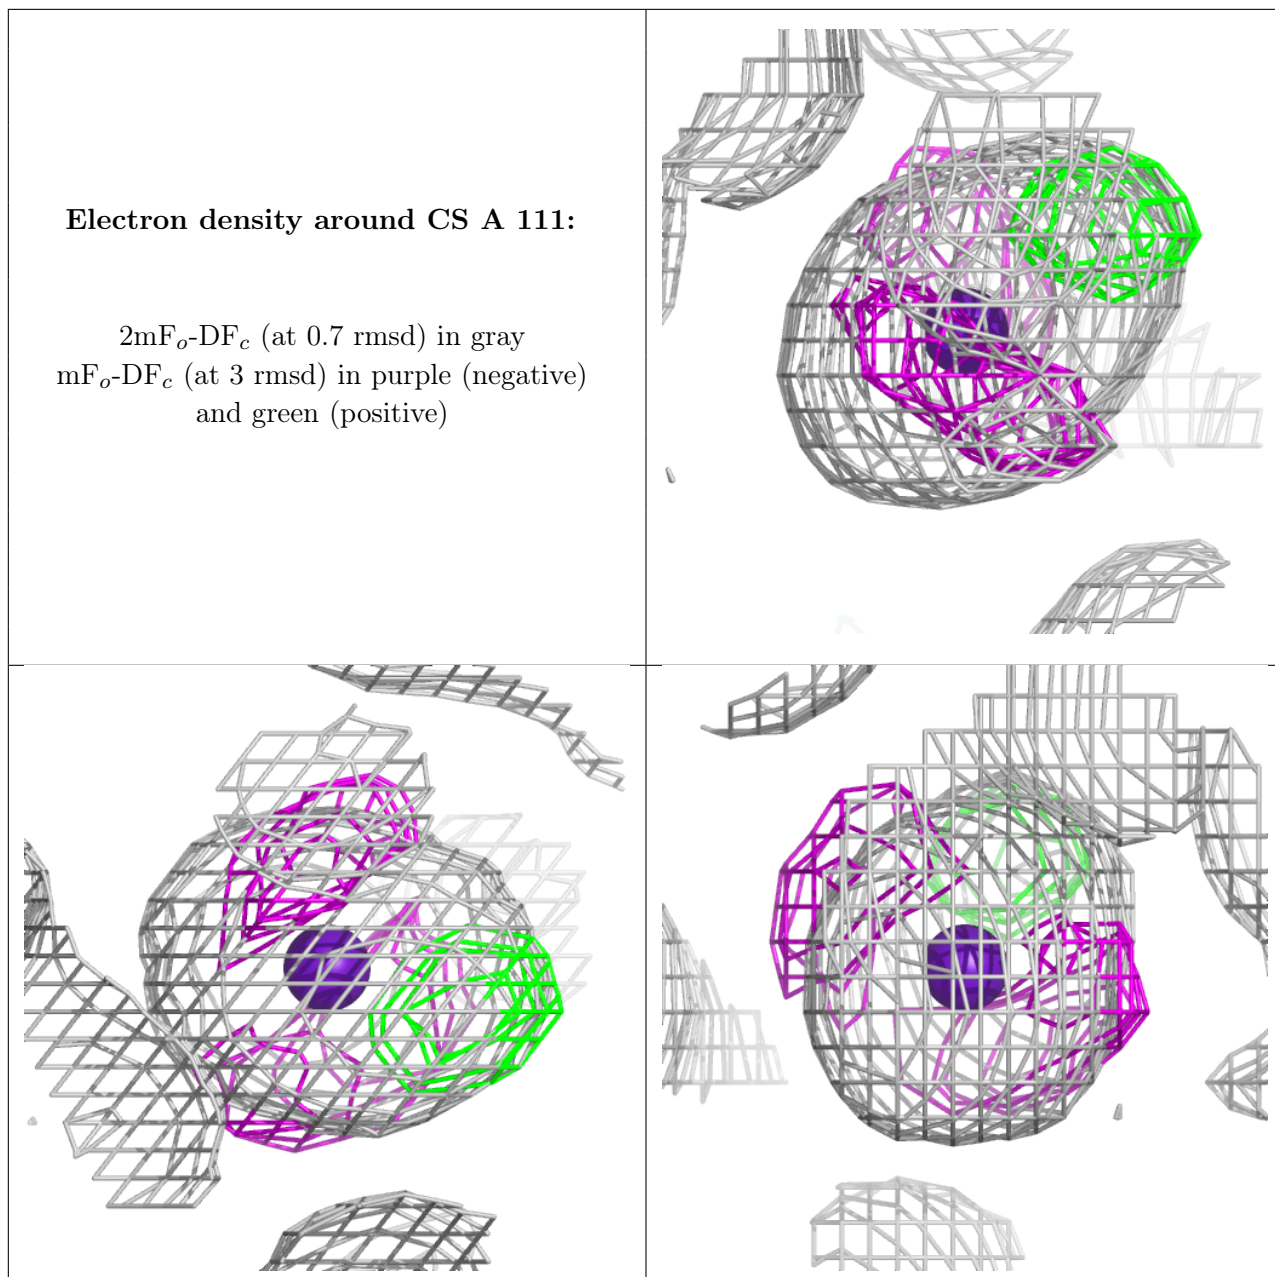 Electron density around CS A 111:
2mFo-DFc (at 0.7 rmsd) in gray
mFo-DFc (at 3 rmsd) in purple (negative)
and green (positive)